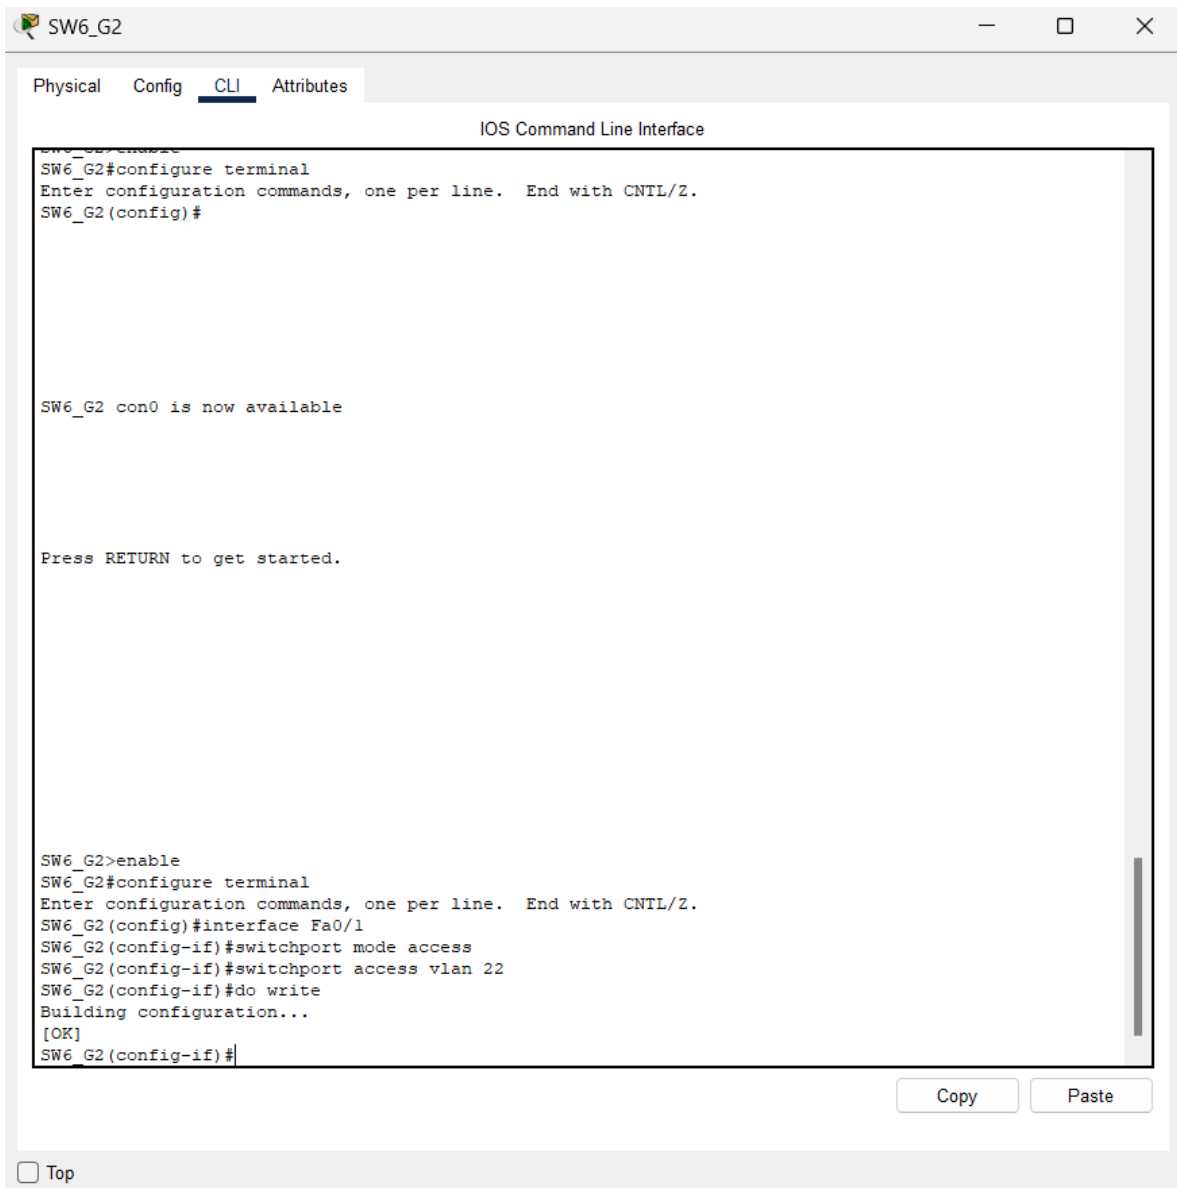 SW6_G2
Physical Config CLI Attributes
IOS Command Line Interface
SW6_G2>enable
SW6_G2#configure terminal
Enter configuration commands, one per line.  End with CNTL/Z.
SW6_G2(config)#
SW6_G2 con0 is now available
Press RETURN to get started.
SW6_G2>enable
SW6_G2#configure terminal
Enter configuration commands, one per line.  End with CNTL/Z.
SW6_G2(config)#interface Fa0/1
SW6_G2(config-if)#switchport mode access
SW6_G2(config-if)#switchport access vlan 22
SW6_G2(config-if)#do write
Building configuration...
[OK]
SW6_G2(config-if)#
Copy Paste
Top